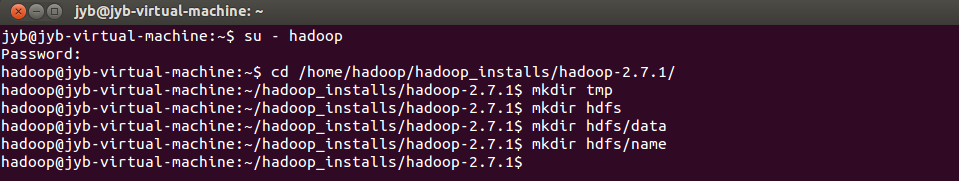 jyb@jyb-virtual-machine: ~
jyb@jyb-virtual-machine:~$ su - hadoop
Password:
hadoop@jyb-virtual-machine:~$ cd /home/hadoop/hadoop_installs/hadoop-2.7.1/
hadoop@jyb-virtual-machine:~/hadoop_installs/hadoop-2.7.1$ mkdir tmp
hadoop@jyb-virtual-machine:~/hadoop_installs/hadoop-2.7.1$ mkdir hdfs
hadoop@jyb-virtual-machine:~/hadoop_installs/hadoop-2.7.1$ mkdir hdfs/data
hadoop@jyb-virtual-machine:~/hadoop_installs/hadoop-2.7.1$ mkdir hdfs/name
hadoop@jyb-virtual-machine:~/hadoop_installs/hadoop-2.7.1$